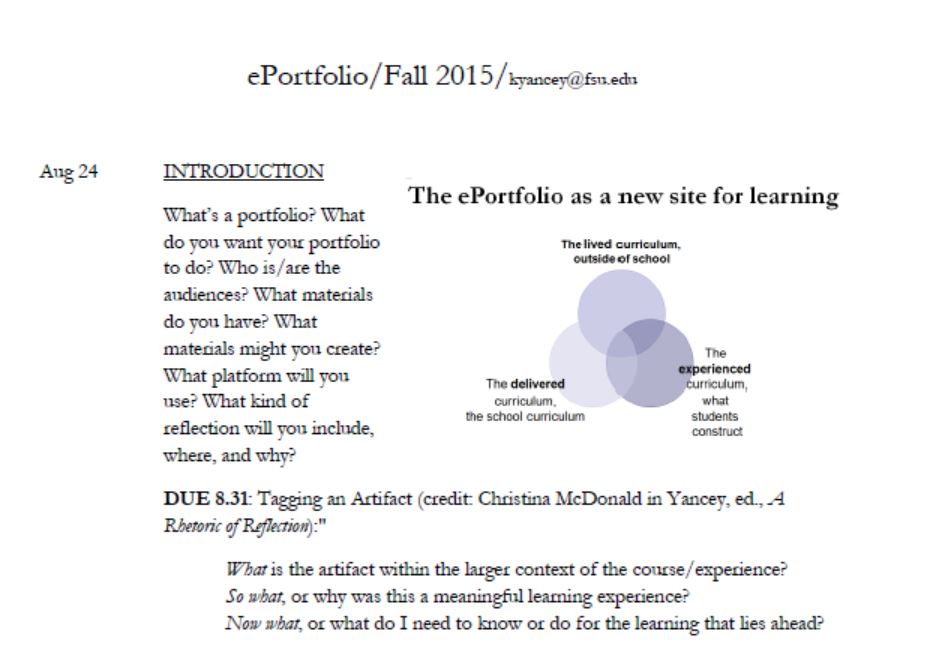 ePortfolio/Fall 2015/kyancey@fsu.edu
Aug 24
INTRODUCTION
What's a portfolio? What
do you want your portfolio
to do? Who is/are the
audiences? What materials
do you have? What
materials might you create?
What platform will you
use? What kind of
reflection will you include,
where, and why?
The ePortfolio as a new site for learning
The lived curriculum,
outside of school
The delivered
curriculum,
the school curriculum
The
experienced
curriculum,
what
students
construct
DUE 8.31: Tagging an Artifact (credit: Christina McDonald in Yancey, ed., A
Rhetoric of Reflection):"
What is the artifact within the larger context of the course/experience?
So what, or why was this a meaningful learning experience?
Now what, or what do I need to know or do for the learning that lies ahead?